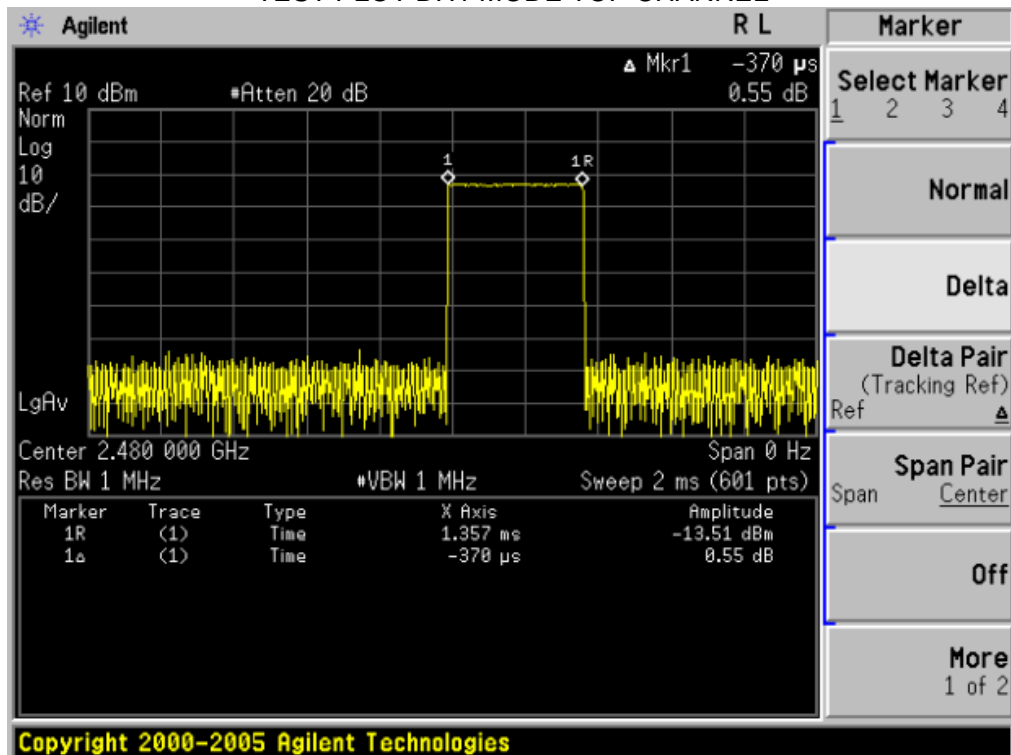 Agilent R L Marker
▵ Mkr1 -370 µs
Ref 10 dBm #Atten 20 dB 0.55 dB
Norm
Log
10
dB/
1
1R
LgAv
Center 2.480 000 GHz Span 0 Hz
Res BW 1 MHz #VBW 1 MHz Sweep 2 ms (601 pts)
Marker Trace Type X Axis Amplitude
1R (1) Time 1.357 ms -13.51 dBm
1▵ (1) Time -370 µs 0.55 dB
Select Marker
1 2 3 4
Normal
Delta
Delta Pair
(Tracking Ref)
Ref ▵
Span Pair
Span Center
Off
More
1 of 2
Copyright 2000-2005 Agilent Technologies